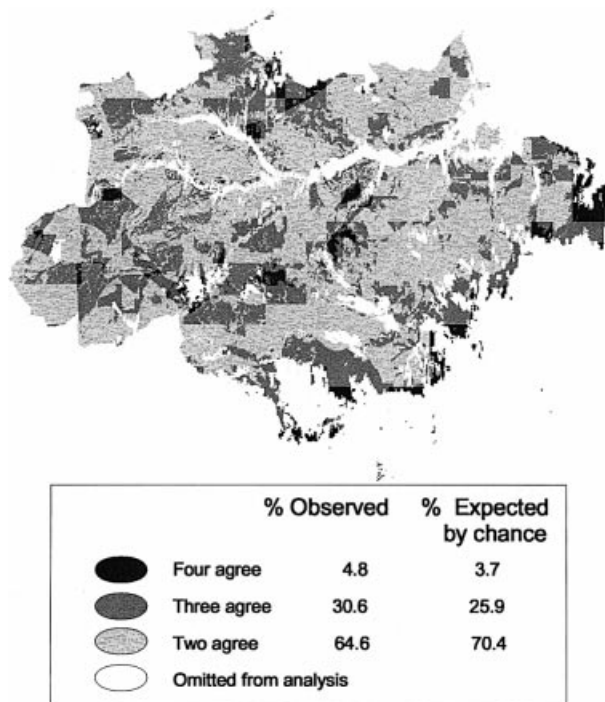 % Observed % Expected
by chance
Four agree 4.8 3.7
Three agree 30.6 25.9
Two agree 64.6 70.4
Omitted from analysis